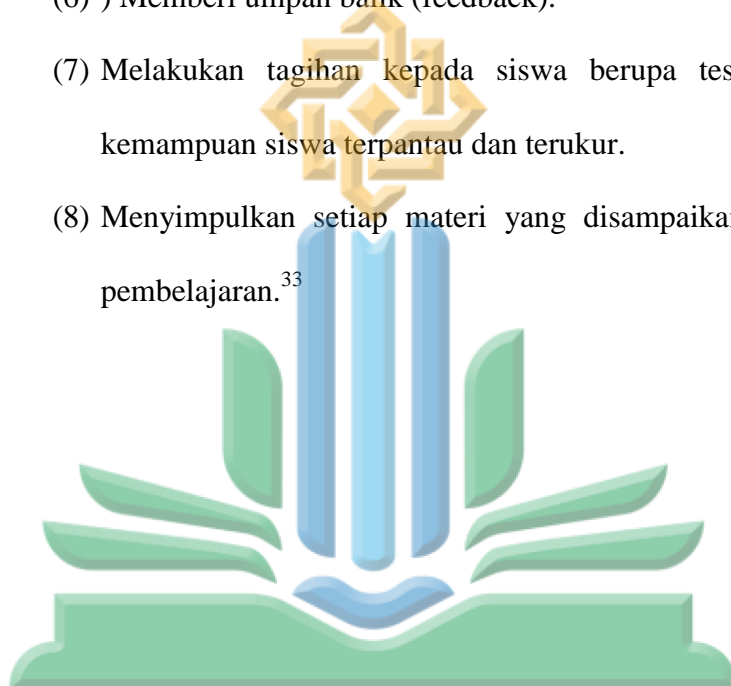 (6) ) Memberi umpan balik (feedback).
(7) Melakukan tagihan kepada siswa berupa tes
kemampuan siswa terpantau dan terukur.
(8) Menyimpulkan setiap materi yang disampaikan
pembelajaran.33